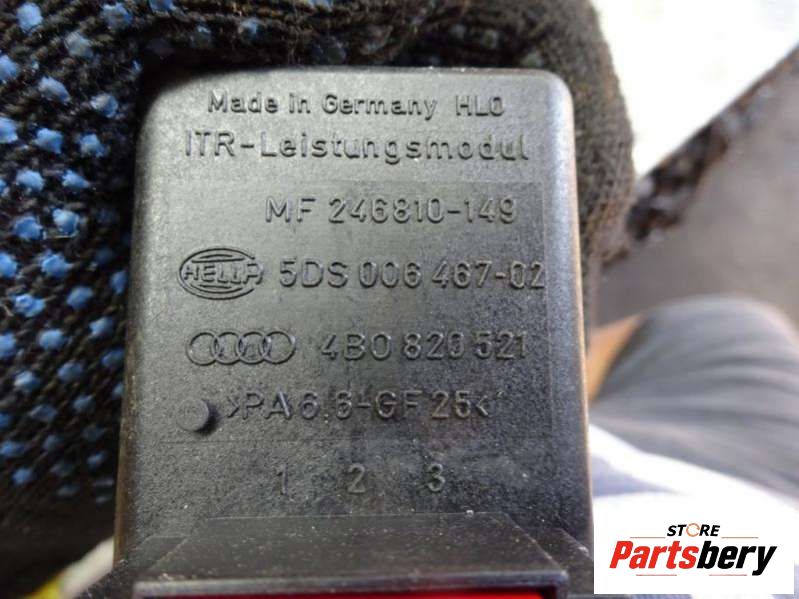 Made in Germany HLO
ITR-Leistungsmodul
MF 246810-149
HELLA 5DS 006 467-02
4B0 820 521
>PA6.6-GF25<
1 2 3
STORE
Partsbery